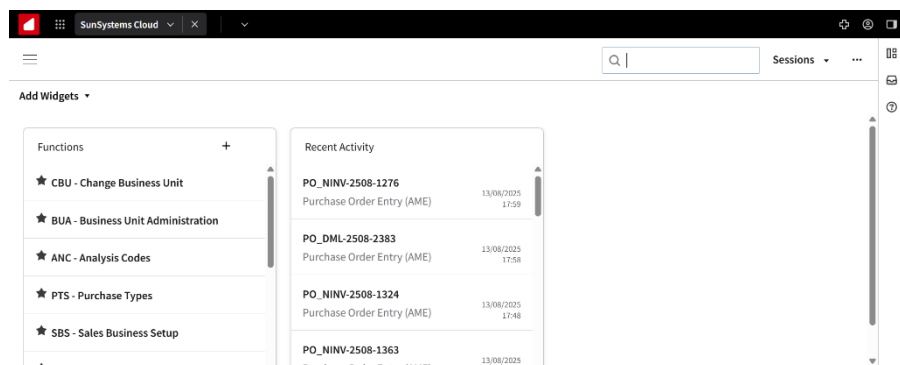 SunSystems Cloud
Sessions
Add Widgets
Functions
CBU - Change Business Unit
BUA - Business Unit Administration
ANC - Analysis Codes
PTS - Purchase Types
SBS - Sales Business Setup
Recent Activity
PO_NINV-2508-1276
Purchase Order Entry (AME)
13/08/2025
17:59
PO_DML-2508-2383
Purchase Order Entry (AME)
13/08/2025
17:58
PO_NINV-2508-1324
Purchase Order Entry (AME)
13/08/2025
17:48
PO_NINV-2508-1363
13/08/2025